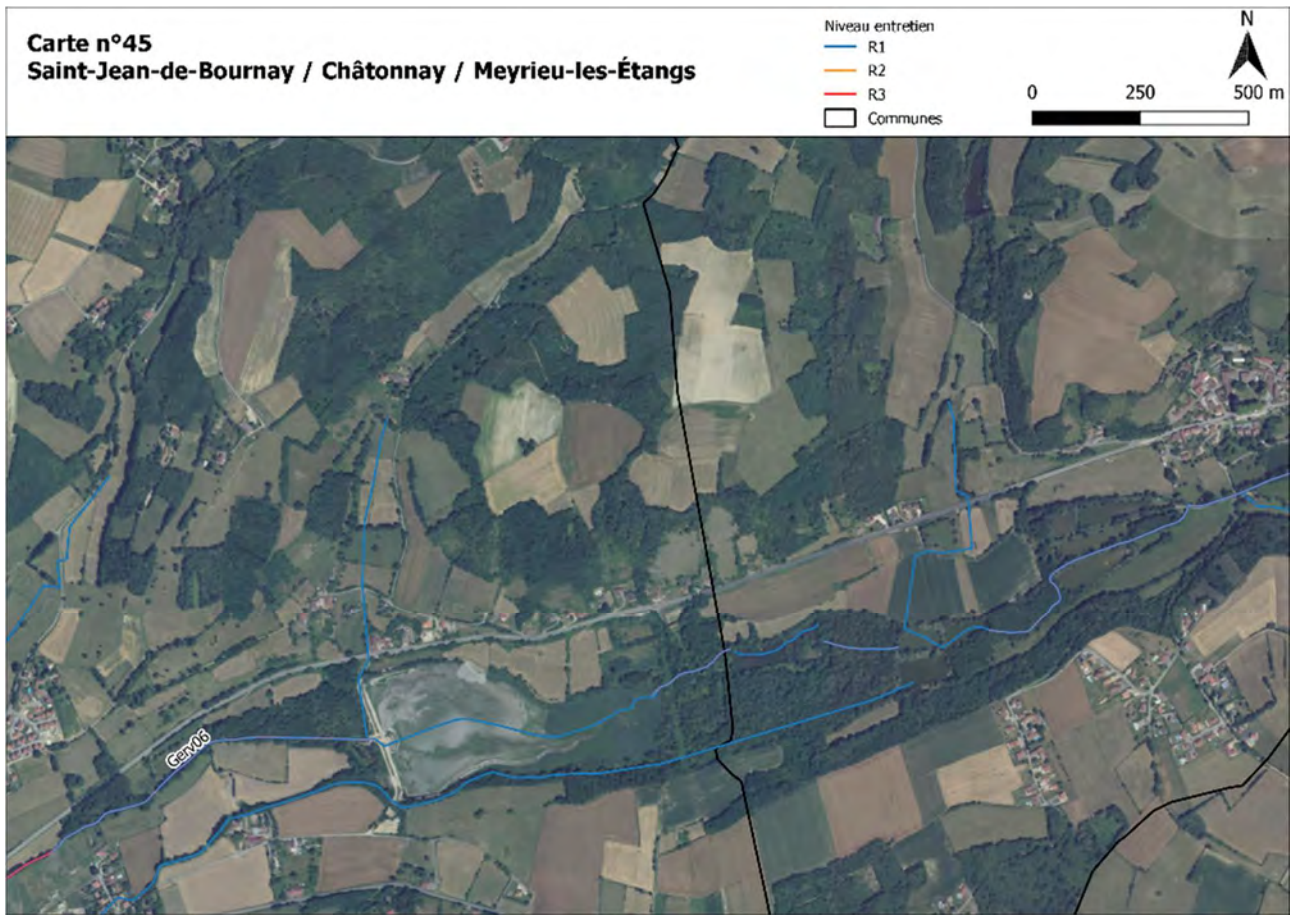 Carte n°45
Saint-Jean-de-Bournay / Châtonnay / Meyrieu-les-Étangs
Niveau entretien
R1
R2
R3
Communes
N
0 250 500 m
Gerv06